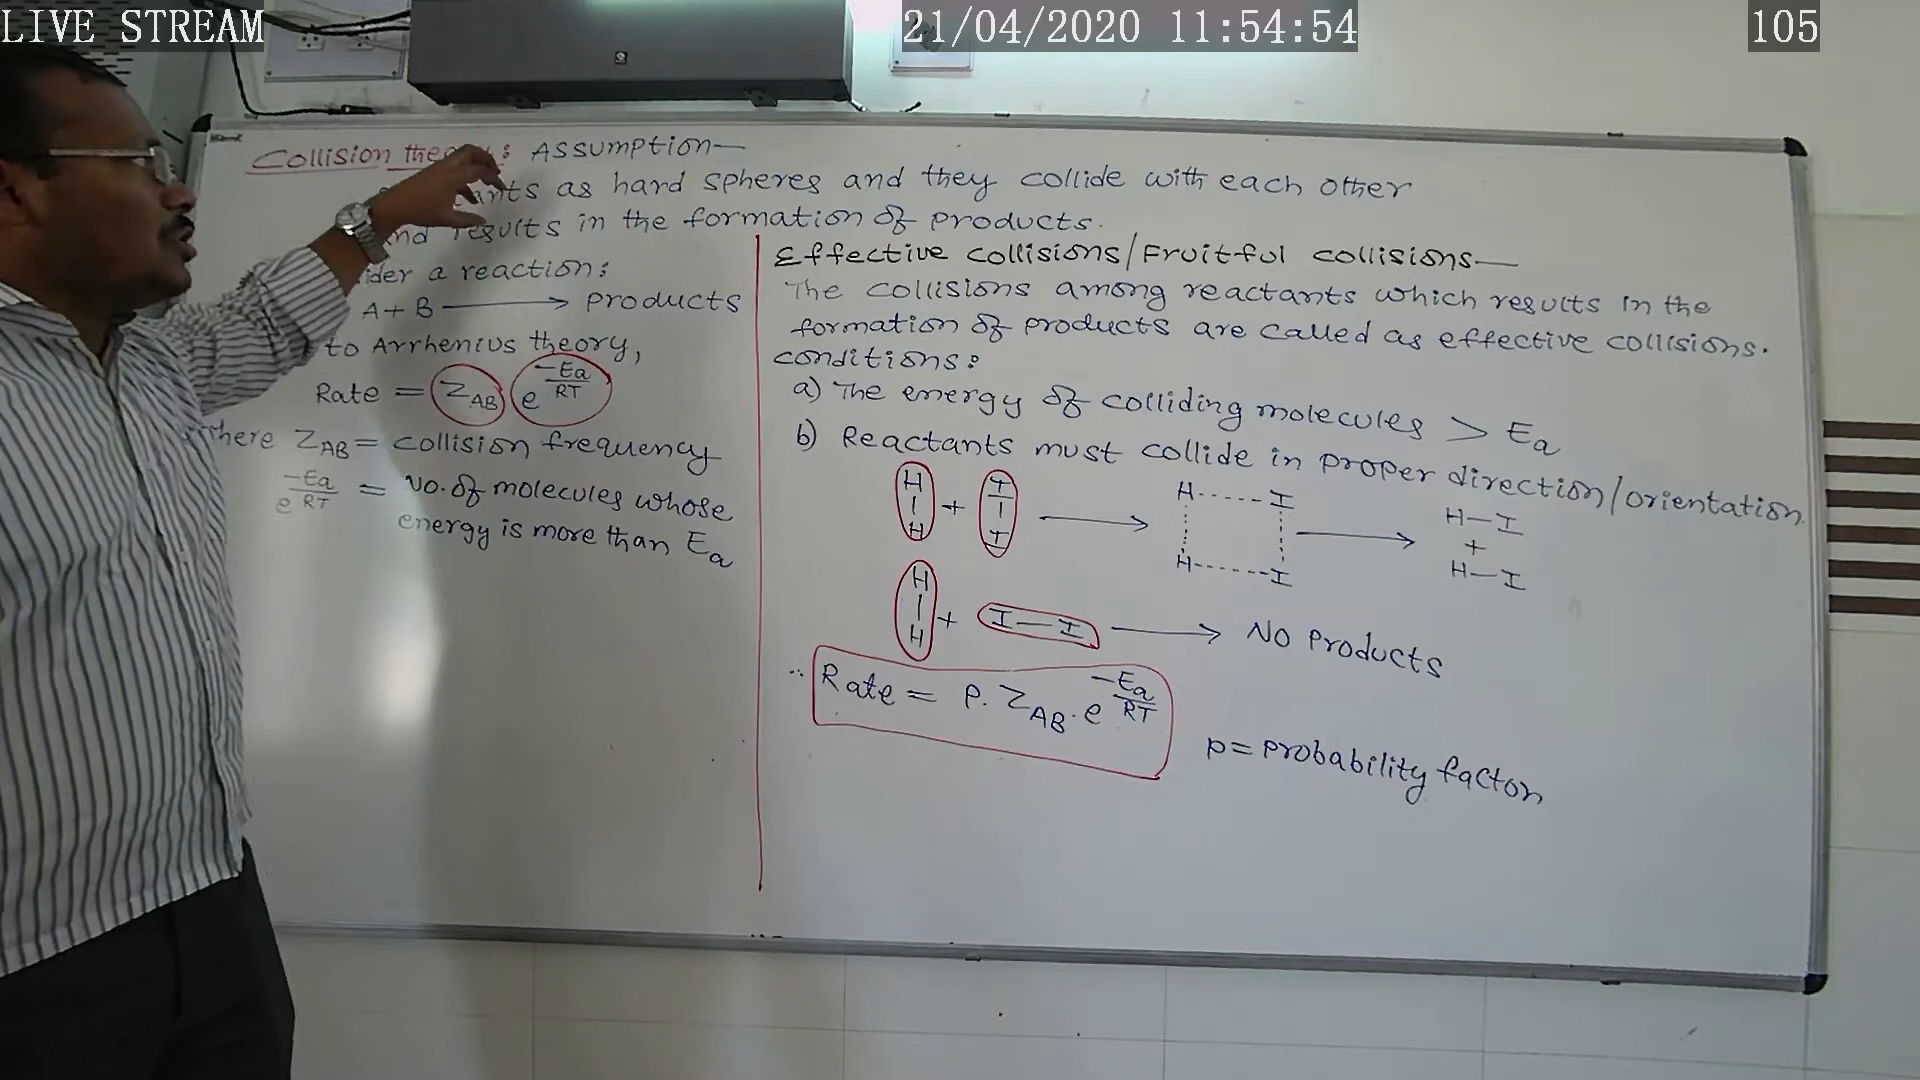 LIVE STREAM
21/04/2020 11:54:54
105
Collision theory: Assumption—
as hard spheres and they collide with each other
results in the formation of products.
a reaction:
A + B ⟶ products
to Arrhenius theory,
Rate = Z_AB e^(-Ea/RT)
Z_AB = collision frequency
e^(-Ea/RT) = No. of molecules whose
energy is more than Ea
Effective collisions/Fruitful collisions—
The collisions among reactants which results in the
formation of products are called as effective collisions.
conditions:
a) The energy of colliding molecules > Ea
b) Reactants must collide in proper direction/orientation.
H–H + I–I ⟶ H-----I H-----I ⟶ H–I + H–I
H–H + I–I ⟶ No products
∴ Rate = P. Z_AB . e^(-Ea/RT)
p = probability factor